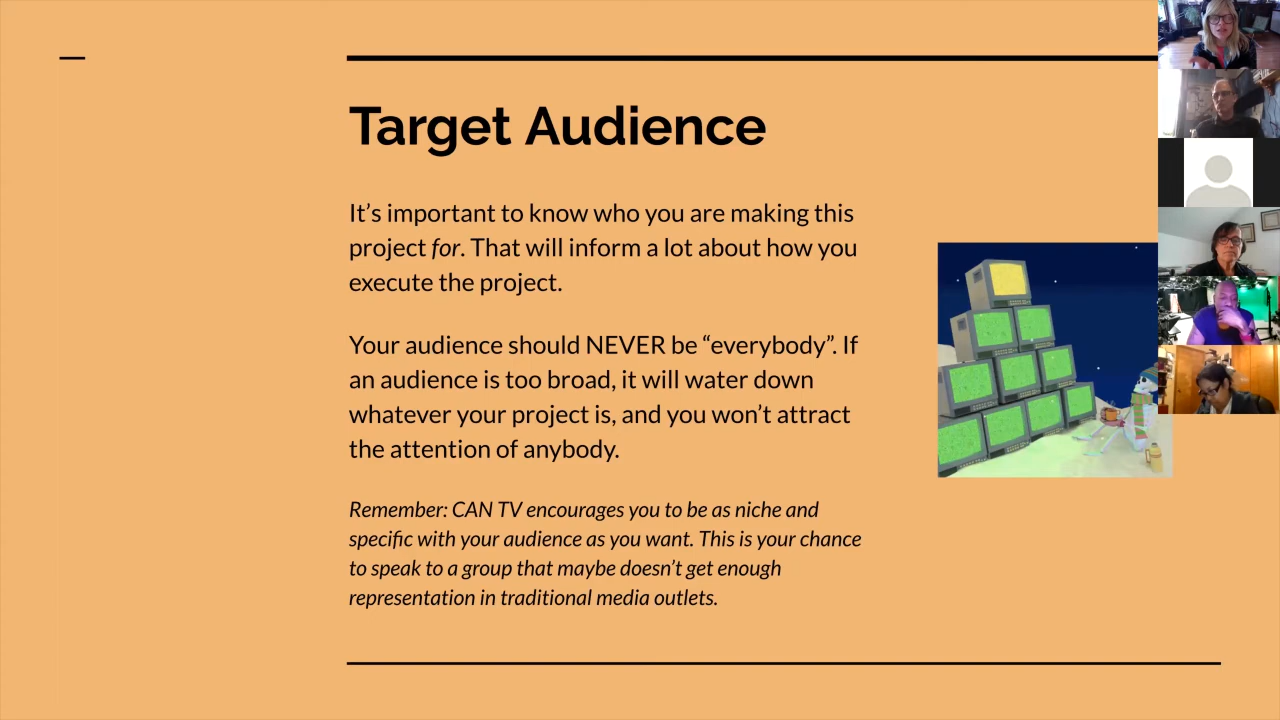 Target Audience
It’s important to know who you are making this
project for. That will inform a lot about how you
execute the project.
Your audience should NEVER be “everybody”. If
an audience is too broad, it will water down
whatever your project is, and you won’t attract
the attention of anybody.
Remember: CAN TV encourages you to be as niche and
specific with your audience as you want. This is your chance
to speak to a group that maybe doesn’t get enough
representation in traditional media outlets.